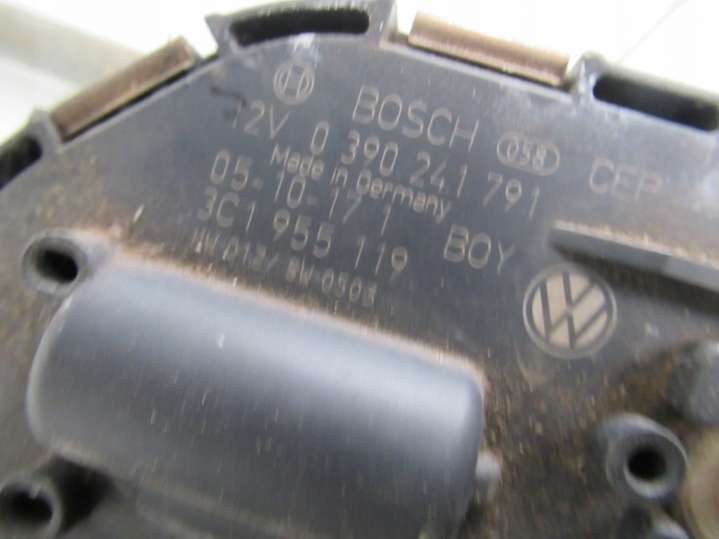 BOSCH 058 CEP
12V 0 390 241 791
Made in Germany
05-10-17 1
3C1 955 119 BOY